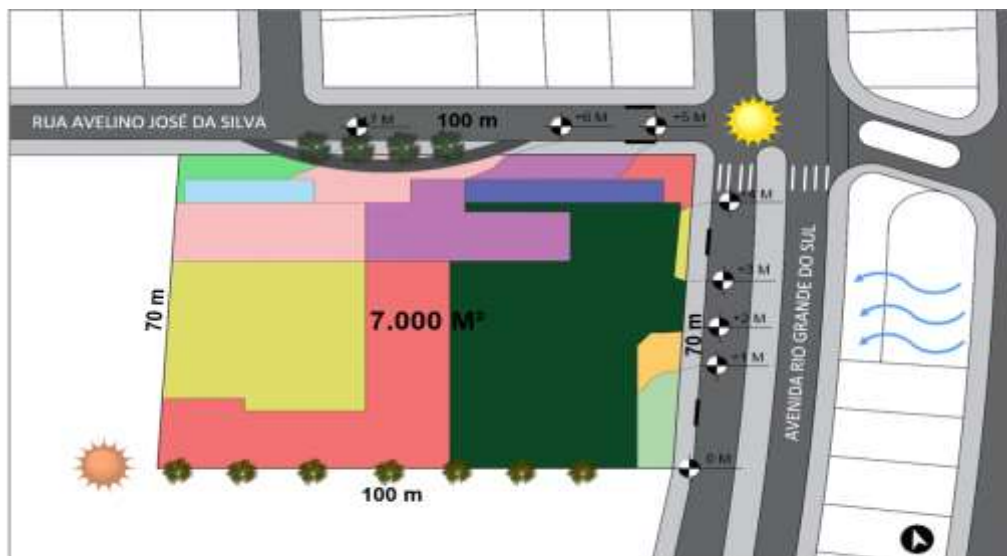 RUA AVELINO JOSÉ DA SILVA
100 m
+6 M
+5 M
+4 M
+3 M
+2 M
+1 M
0 M
70 m
7.000 M²
70 m
AVENIDA RIO GRANDE DO SUL
100 m